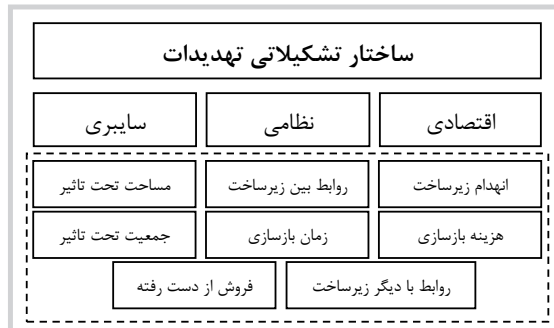 ساختار تشکیلاتی تهدیدات
اقتصادی نظامی سایبری
انهدام زیرساخت روابط بین زیرساخت مساحت تحت تاثیر
هزینه بازسازی زمان بازسازی جمعیت تحت تاثیر
روابط با دیگر زیرساخت فروش از دست رفته